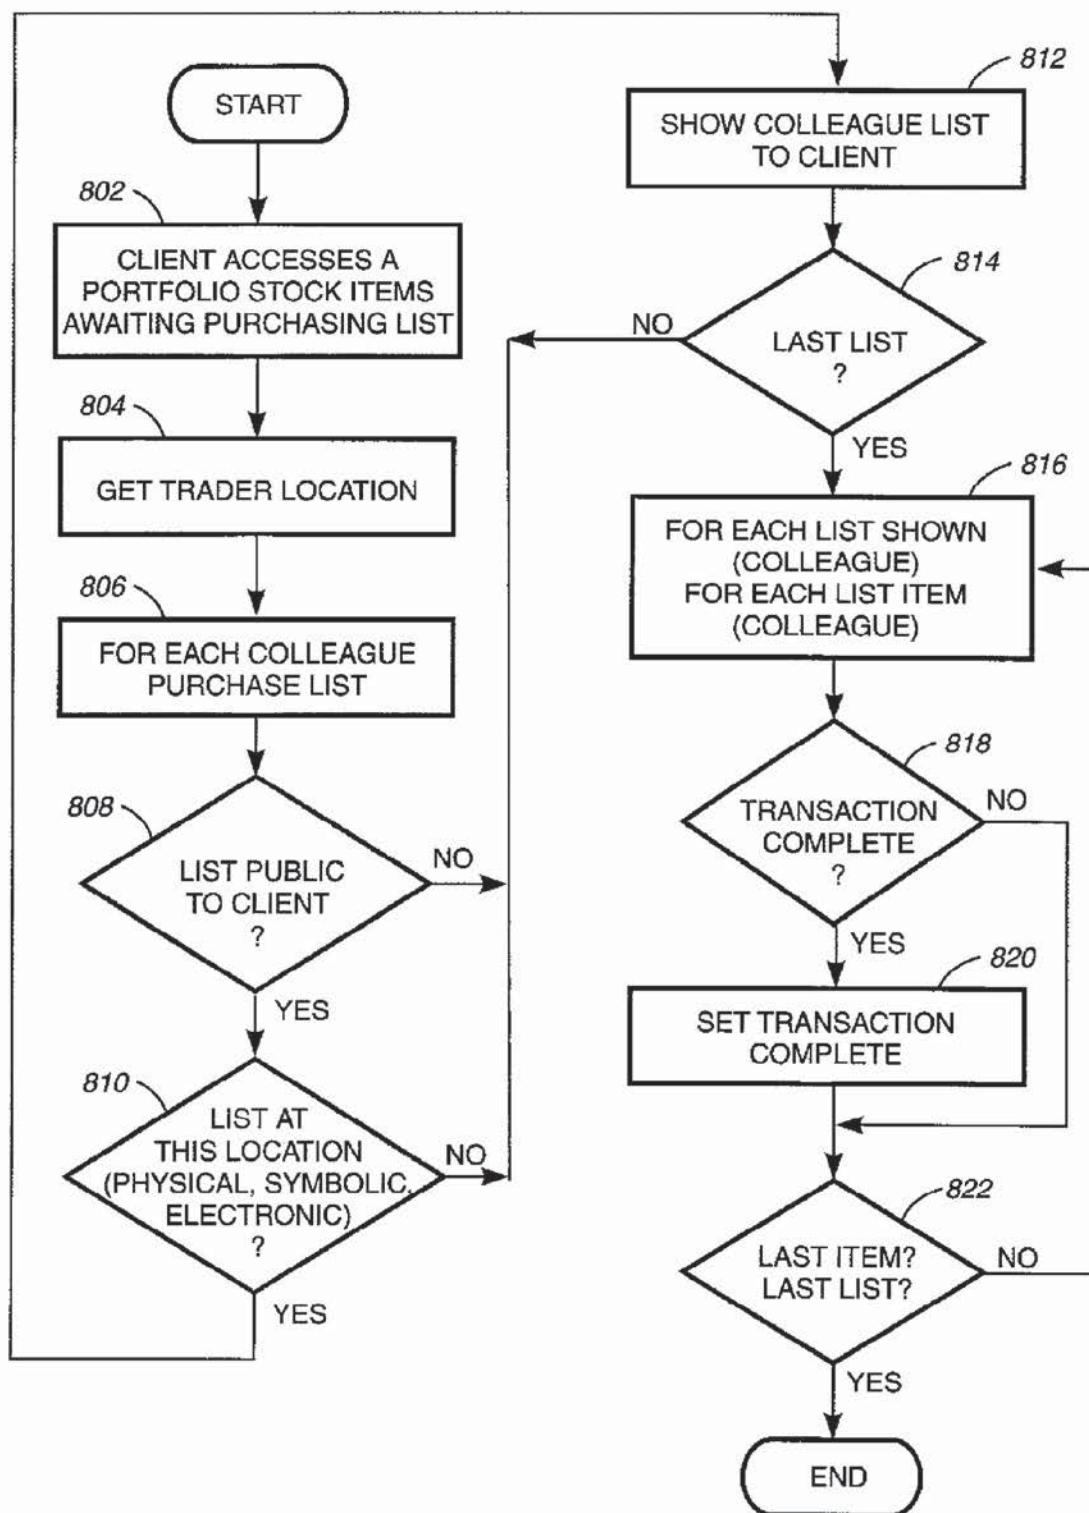 START
802
CLIENT ACCESSES A
PORTFOLIO STOCK ITEMS
AWAITING PURCHASING LIST
804
GET TRADER LOCATION
806
FOR EACH COLLEAGUE
PURCHASE LIST
808
LIST PUBLIC
TO CLIENT
?
NO
YES
810
LIST AT
THIS LOCATION
(PHYSICAL, SYMBOLIC,
ELECTRONIC)
?
NO
YES
812
SHOW COLLEAGUE LIST
TO CLIENT
814
LAST LIST
?
NO
YES
816
FOR EACH LIST SHOWN
(COLLEAGUE)
FOR EACH LIST ITEM
(COLLEAGUE)
818
TRANSACTION
COMPLETE
?
NO
YES
820
SET TRANSACTION
COMPLETE
822
LAST ITEM?
LAST LIST?
NO
YES
END